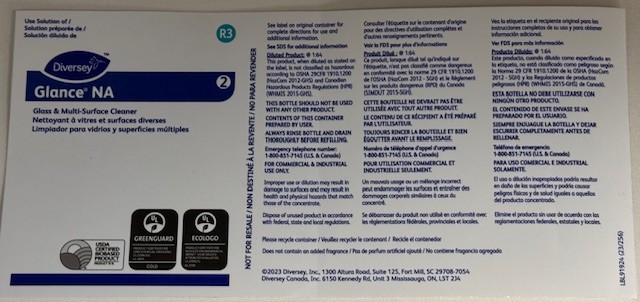 Use Solution of /
Solution préparée de /
Solución diluida de
R3
Diversey
Glance® NA
2
Glass & Multi-Surface Cleaner
Nettoyant à vitres et surfaces diverses
Limpiador para vidrios y superficies múltiples
USDA
CERTIFIED
BIOBASED
PRODUCT
UL
GREENGUARD
GOLD
UL
ECOLOGO
NOT FOR RESALE / NON DESTINÉ À LA REVENTE / NO PARA REVENDER
See label on original container for
complete directions for use and
additional information.
See SDS for additional information
Diluted Product: @ 1:64
This product, when diluted as stated on
the label, is not classified as hazardous
according to OSHA 29CFR 1910.1200
(HazCom 2012-GHS) and Canadian
Hazardous Products Regulations (HPR)
(WHMIS 2015-GHS).
THIS BOTTLE SHOULD NOT BE USED
WITH ANY OTHER PRODUCT.
CONTENTS OF THIS CONTAINER
PREPARED BY USER.
ALWAYS RINSE BOTTLE AND DRAIN
THOROUGHLY BEFORE REFILLING.
Emergency telephone number:
1-800-851-7145 (U.S. & Canada)
FOR COMMERCIAL & INDUSTRIAL
USE ONLY.
Improper use or dilution may result in
damage to surfaces and may result in
health and physical hazards that match
those of the concentrate.
Dispose of unused product in accordance
with federal, state and local regulations.
Consulter l'étiquette sur le contenant d'origine
pour des directives d'utilisation complètes et
d'autres renseignements pertinents.
Voir la FDS pour plus d'informations
Produit Dilué : @ 1:64
Ce produit, lorsque dilué tel qu'indiqué sur
l'étiquette, n'est pas classifié comme dangereux
en conformité avec la norme 29 CFR 1910.1200
de l'OSHA (HazCom 2012 - SGH) et le Règlement
sur les produits dangereux (RPD) du Canada
(SIMDUT 2015-SGH).
CETTE BOUTEILLE NE DEVRAIT PAS ÊTRE
UTILISÉE AVEC TOUT AUTRE PRODUIT.
LE CONTENU DE CE RÉCIPIENT A ÉTÉ PRÉPARÉ
PAR L'UTILISATEUR.
TOUJOURS RINCER LA BOUTEILLE ET BIEN
ÉGOUTTER AVANT LE REMPLISSAGE.
Numéro de téléphone d'appel d'urgence
1-800-851-7145 (U.S. & Canada)
POUR UTILISATION COMMERCIAL ET
INDUSTRIELLE SEULEMENT.
Un mauvais usage ou un mélange incorrect
peut endommager les surfaces et entraîner des
dommages corporels similaires à ceux du
concentré.
Se débarrasser du produit non utilisé en conformité avec
les règlementations fédérales, provinciales et locales.
Vea la etiqueta en el recipiente original para las
instrucciones completas de su uso y para obtener
información adicional.
Ver FDS para más información
Producto Diluido: @ 1:64
Este producto, cuando diluido como especificado en
la etiqueta, no está clasificado como peligroso según
la Norma 29 CFR 1910.1200 de la OSHA (HazCom
2012 - SGH) y las Regulaciones de productos
peligrosos (HPR) (WHMIS 2015-GHS) de Canadá.
ESTA BOTELLA NO DEBE UTILIZARSE CON
NINGÚN OTRO PRODUCTO.
EL CONTENIDO DE ESTE ENVASE SE HA
PREPARADO POR EL USUARIO.
SIEMPRE ENJUAGUE LA BOTELLA Y DEJAR
ESCURRIR COMPLETAMENTE ANTES DE
RELLENAR.
Teléfono de emergencia
1-800-851-7145 (U.S. & Canada)
PARA USO COMERCIAL E INDUSTRIAL
SOLAMENTE.
El uso o dilución inapropiados podría resultar
en daño de las superficies y podría causar
peligros físicos y de salud iguales a aquellos
del producto concentrado.
Elimine el producto sin usar de acuerdo con las
reglamentaciones federales, estatales y locales.
Please recycle container / Veuillez recycler le contenant / Recicle el contenedor
Does not contain an added fragrance / Pas de parfum artificiel ajouté / No contiene fragancia agregada
©2023 Diversey, Inc., 1300 Altura Road, Suite 125, Fort Mill, SC 29708-7054
Diversey Canada, Inc. 6150 Kennedy Rd, Unit 3 Mississauga, ON, L5T 2J4
LBL91924 (23/256)